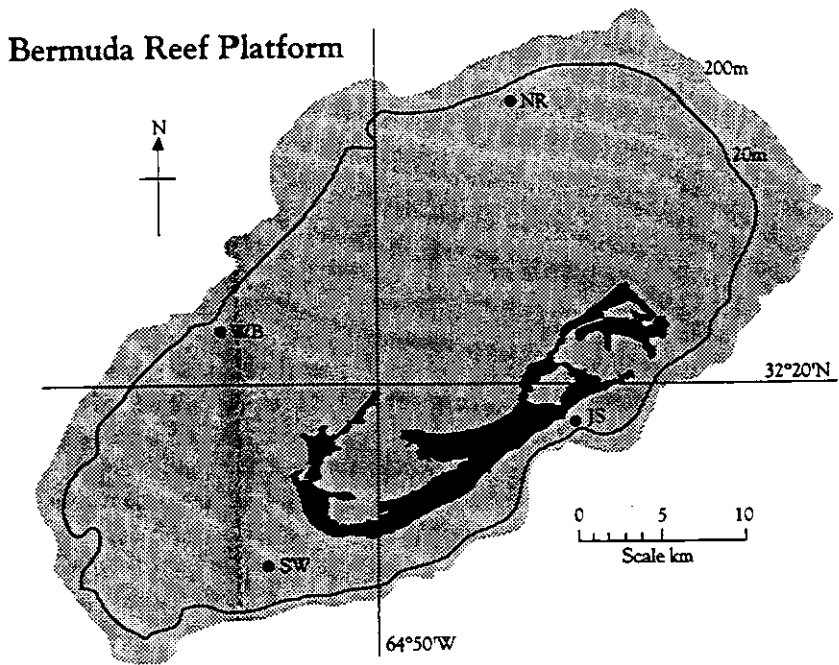 Bermuda Reef Platform
N
200m
NR
20m
WB
32°20'N
JS
0 5 10
Scale km
SW
64°50'W